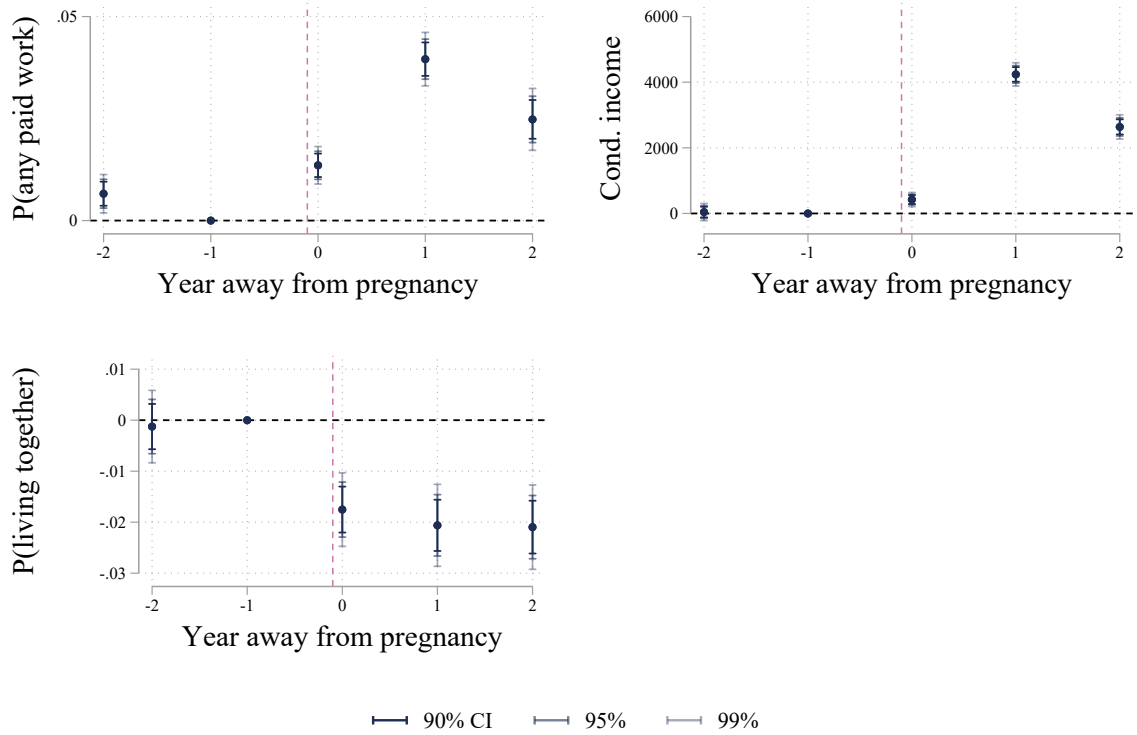 P(any paid work)
.05
0
-2 -1 0 1 2
Year away from pregnancy
Cond. income
6000
4000
2000
0
-2 -1 0 1 2
Year away from pregnancy
P(living together)
.01
0
-.01
-.02
-.03
-2 -1 0 1 2
Year away from pregnancy
90% CI 95% 99%